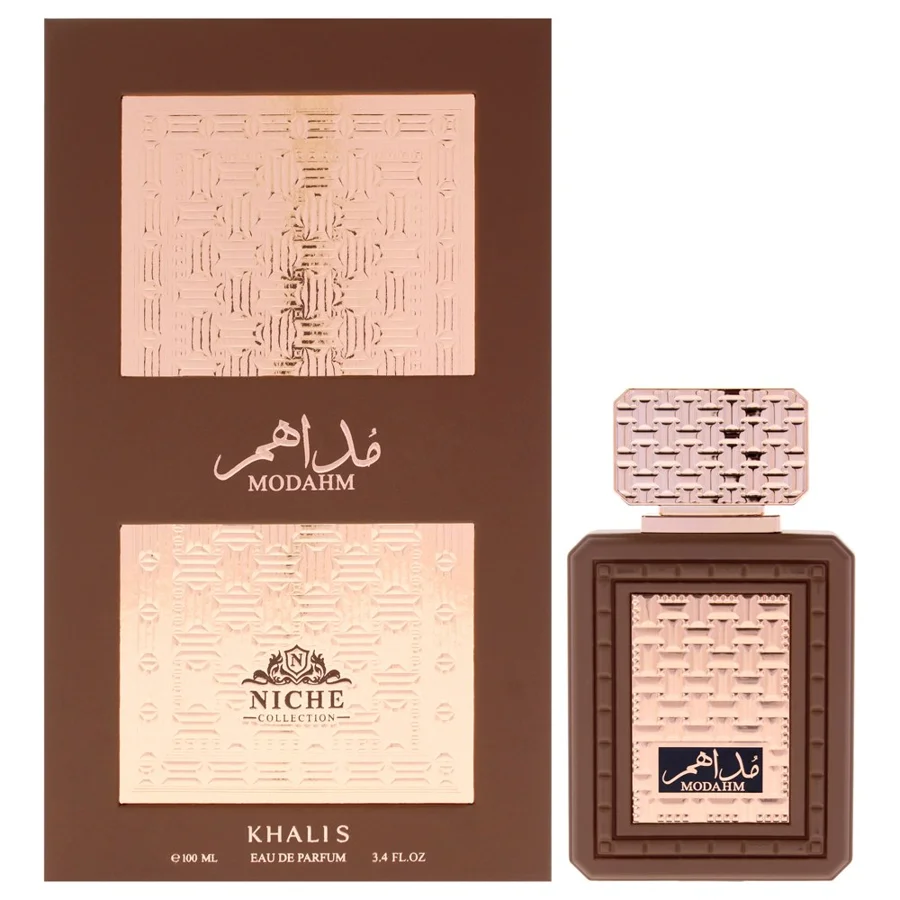 مُداهم
MODAHM
N
NICHE
COLLECTION
KHALIS
℮100 ML EAU DE PARFUM 3.4 FL.OZ
مُداهم
MODAHM